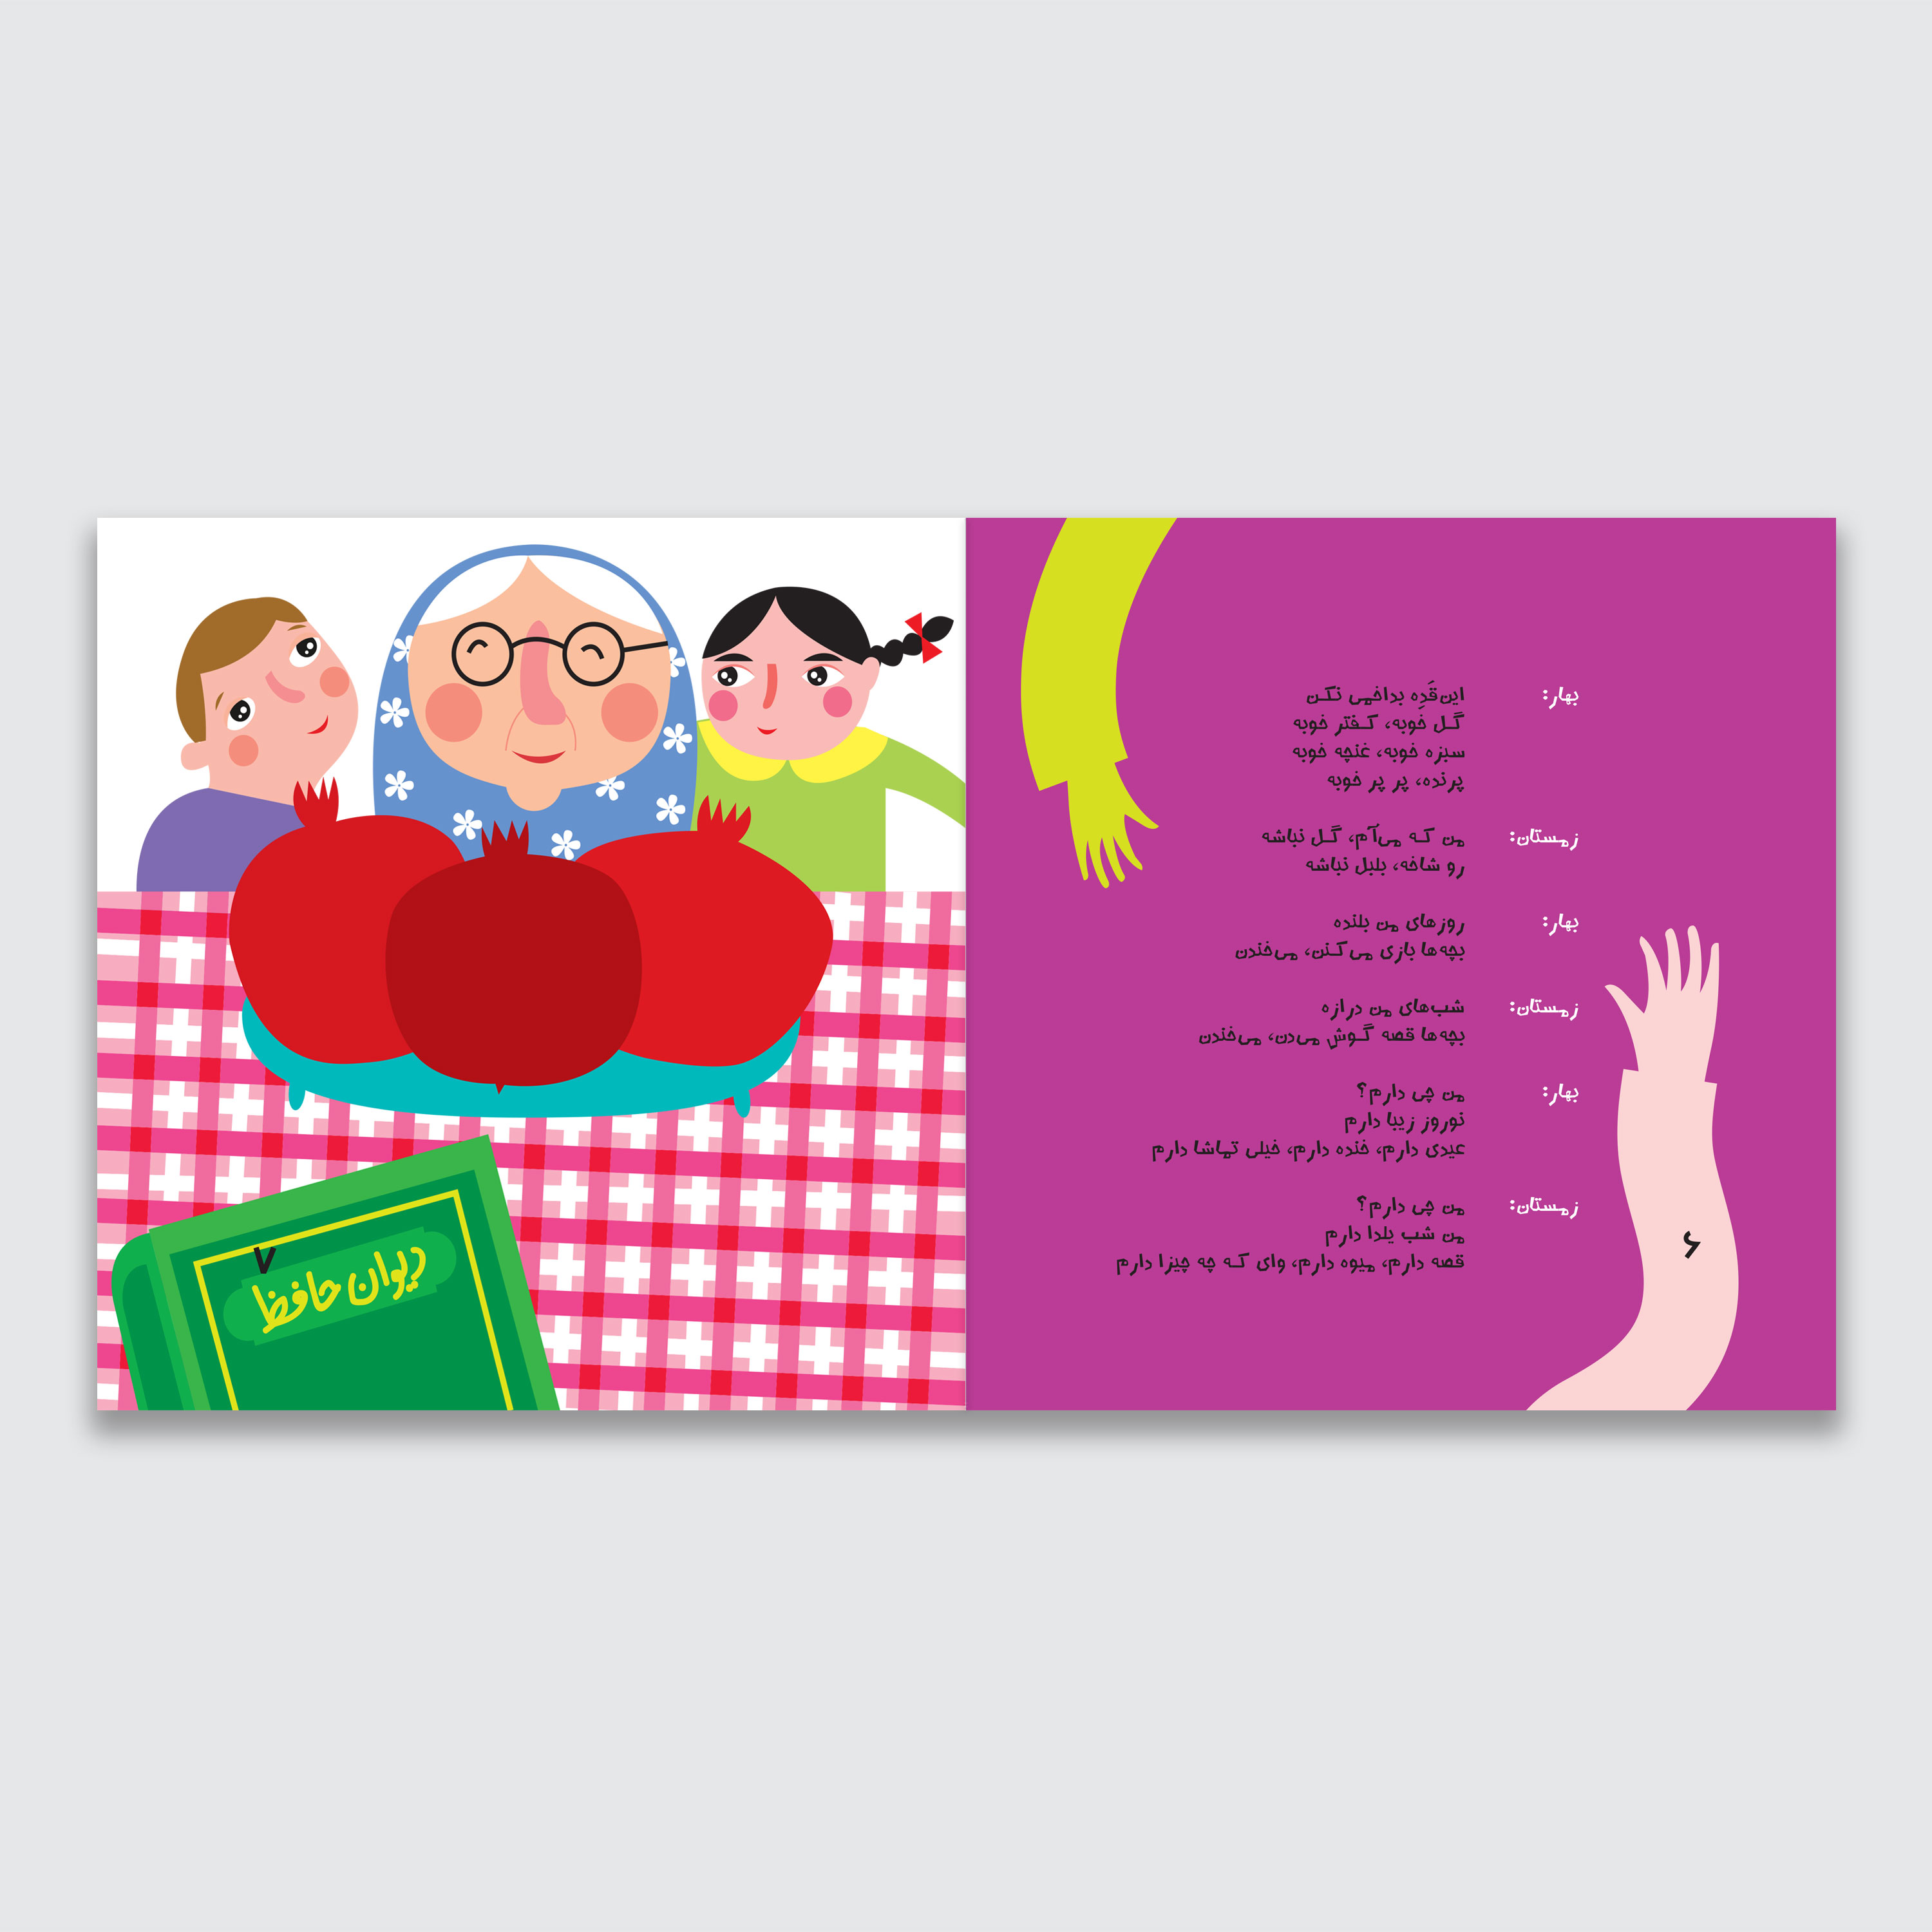 بهار: این‌قَدِه بداخمی نکن
گل خوبه، کفتر خوبه
سبزه خوبه، غنچه خوبه
پرنده، پر پر خوبه
زمستان: من که می‌آم، گل نباشه
رو شاخه، بلبل نباشه
بهار: روزهای من بلنده
بچه‌ها بازی می‌کنن، می‌خندن
زمستان: شب‌های من درازه
بچه‌ها قصه گوش می‌دن، می‌خندن
بهار: من چی دارم؟
نوروز زیبا دارم
عیدی دارم، خنده دارم، خیلی تماشا دارم
زمستان: من چی دارم؟
من شب یلدا دارم
قصه دارم، میوه دارم، وای که چه چیزا دارم
۶
دیوان حافظ
۷